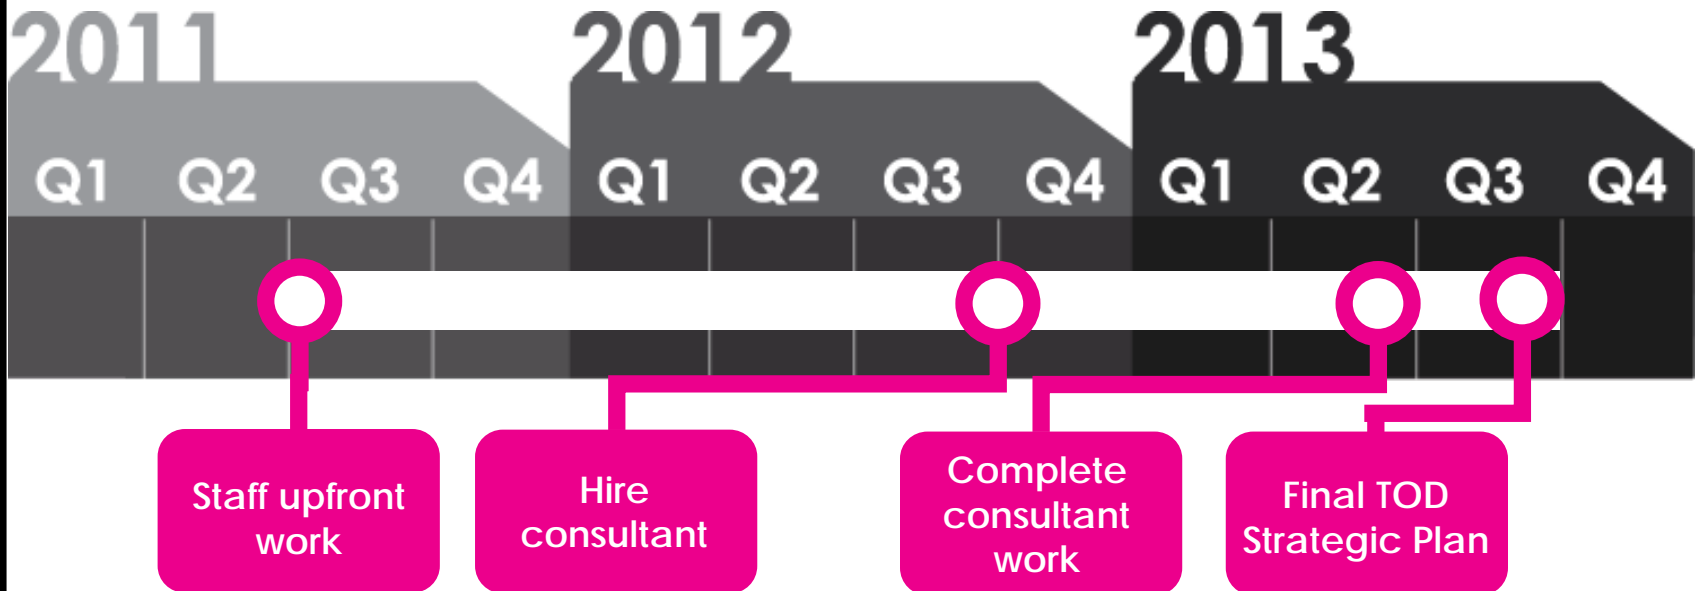 2011 2012 2013
Q1 Q2 Q3 Q4 Q1 Q2 Q3 Q4 Q1 Q2 Q3 Q4
Staff upfront
work
Hire
consultant
Complete
consultant
work
Final TOD
Strategic Plan